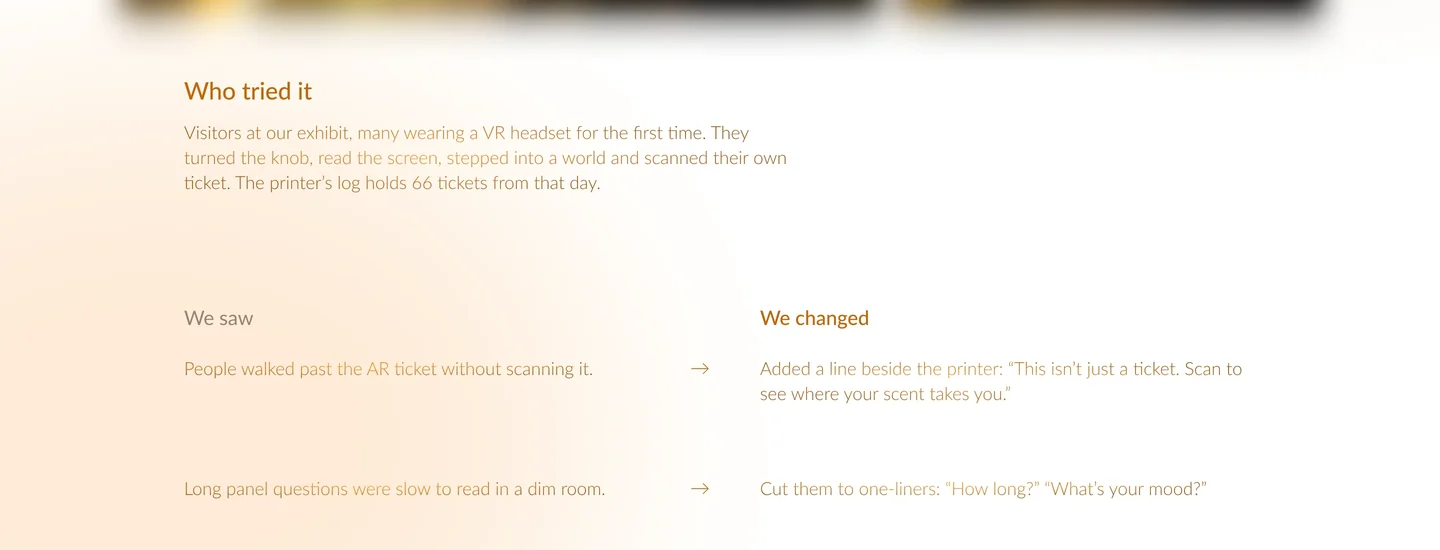 Who tried it
Visitors at our exhibit, many wearing a VR headset for the first time. They
turned the knob, read the screen, stepped into a world and scanned their own
ticket. The printer’s log holds 66 tickets from that day.
We saw
We changed
People walked past the AR ticket without scanning it.
→
Added a line beside the printer: “This isn’t just a ticket. Scan to
see where your scent takes you.”
Long panel questions were slow to read in a dim room.
→
Cut them to one-liners: “How long?” “What’s your mood?”